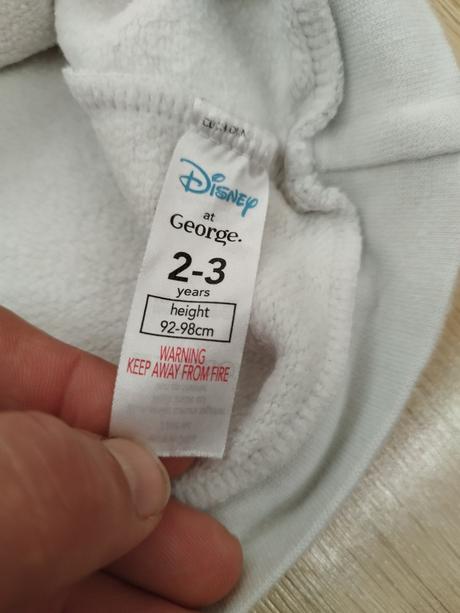 Disney
at
George.
2-3
years
height
92-98cm
WARNING
KEEP AWAY FROM FIRE